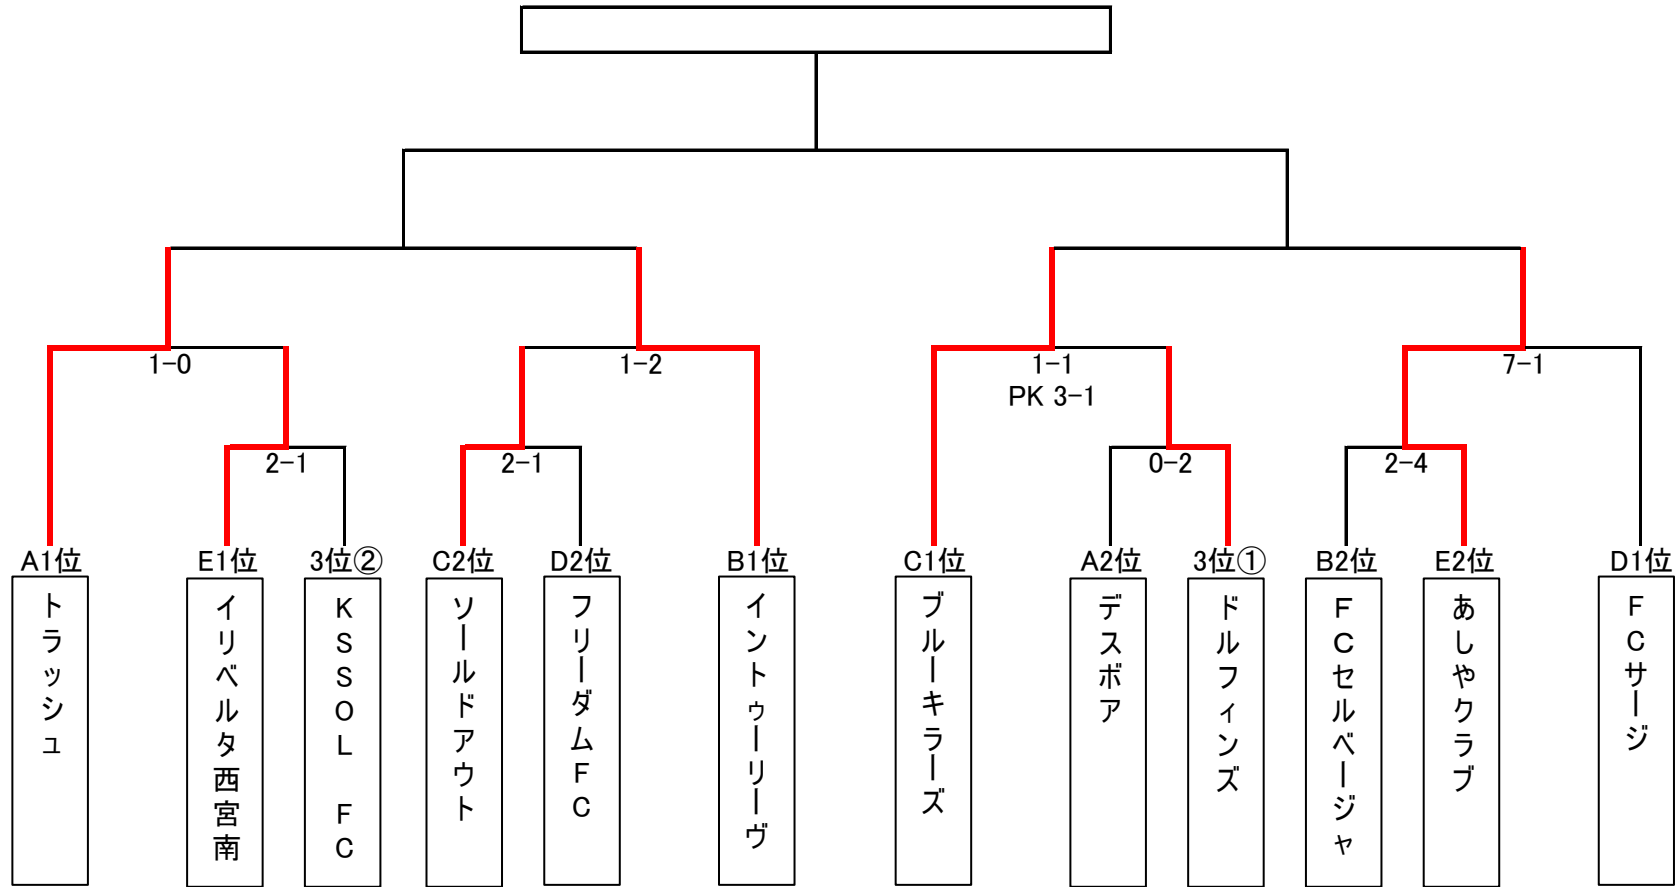 1-0
1-2
1-1
7-1
PK 3-1
2-1
2-1
0-2
2-4
A1位
E1位
3位②
C2位
D2位
B1位
C1位
A2位
3位①
B2位
E2位
D1位
トラッシュ
イリベルタ西宮南
KSSOL FC
ソールドアウト
フリーダムFC
イントゥーリーヴ
ブルーキラーズ
デスボア
ドルフィンズ
FCセルベージャ
あしやクラブ
FCサージ